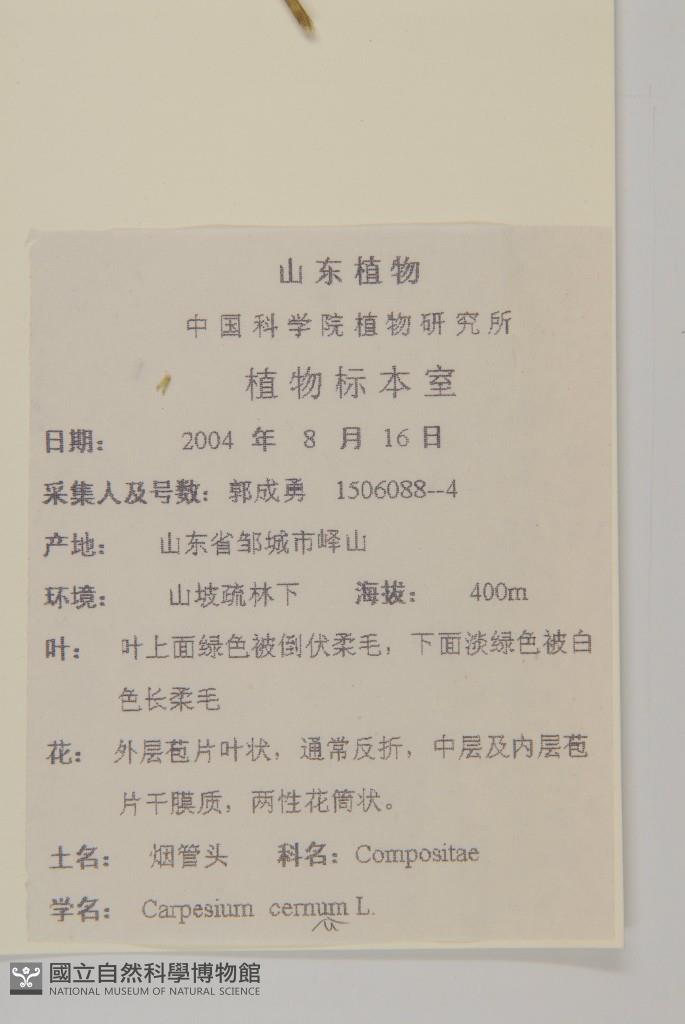 山东植物
中国科学院植物研究所
植物标本室
日期： 2004 年 8 月 16 日
采集人及号数：郭成勇 1506088--4
产地： 山东省邹城市峄山
环境： 山坡疏林下 海拔： 400m
叶： 叶上面绿色被倒伏柔毛，下面淡绿色被白
色长柔毛
花： 外层苞片叶状，通常反折，中层及内层苞
片干膜质，两性花筒状。
土名： 烟管头 科名：Compositae
学名： Carpesium cernum L.
u
國立自然科學博物館
NATIONAL MUSEUM OF NATURAL SCIENCE